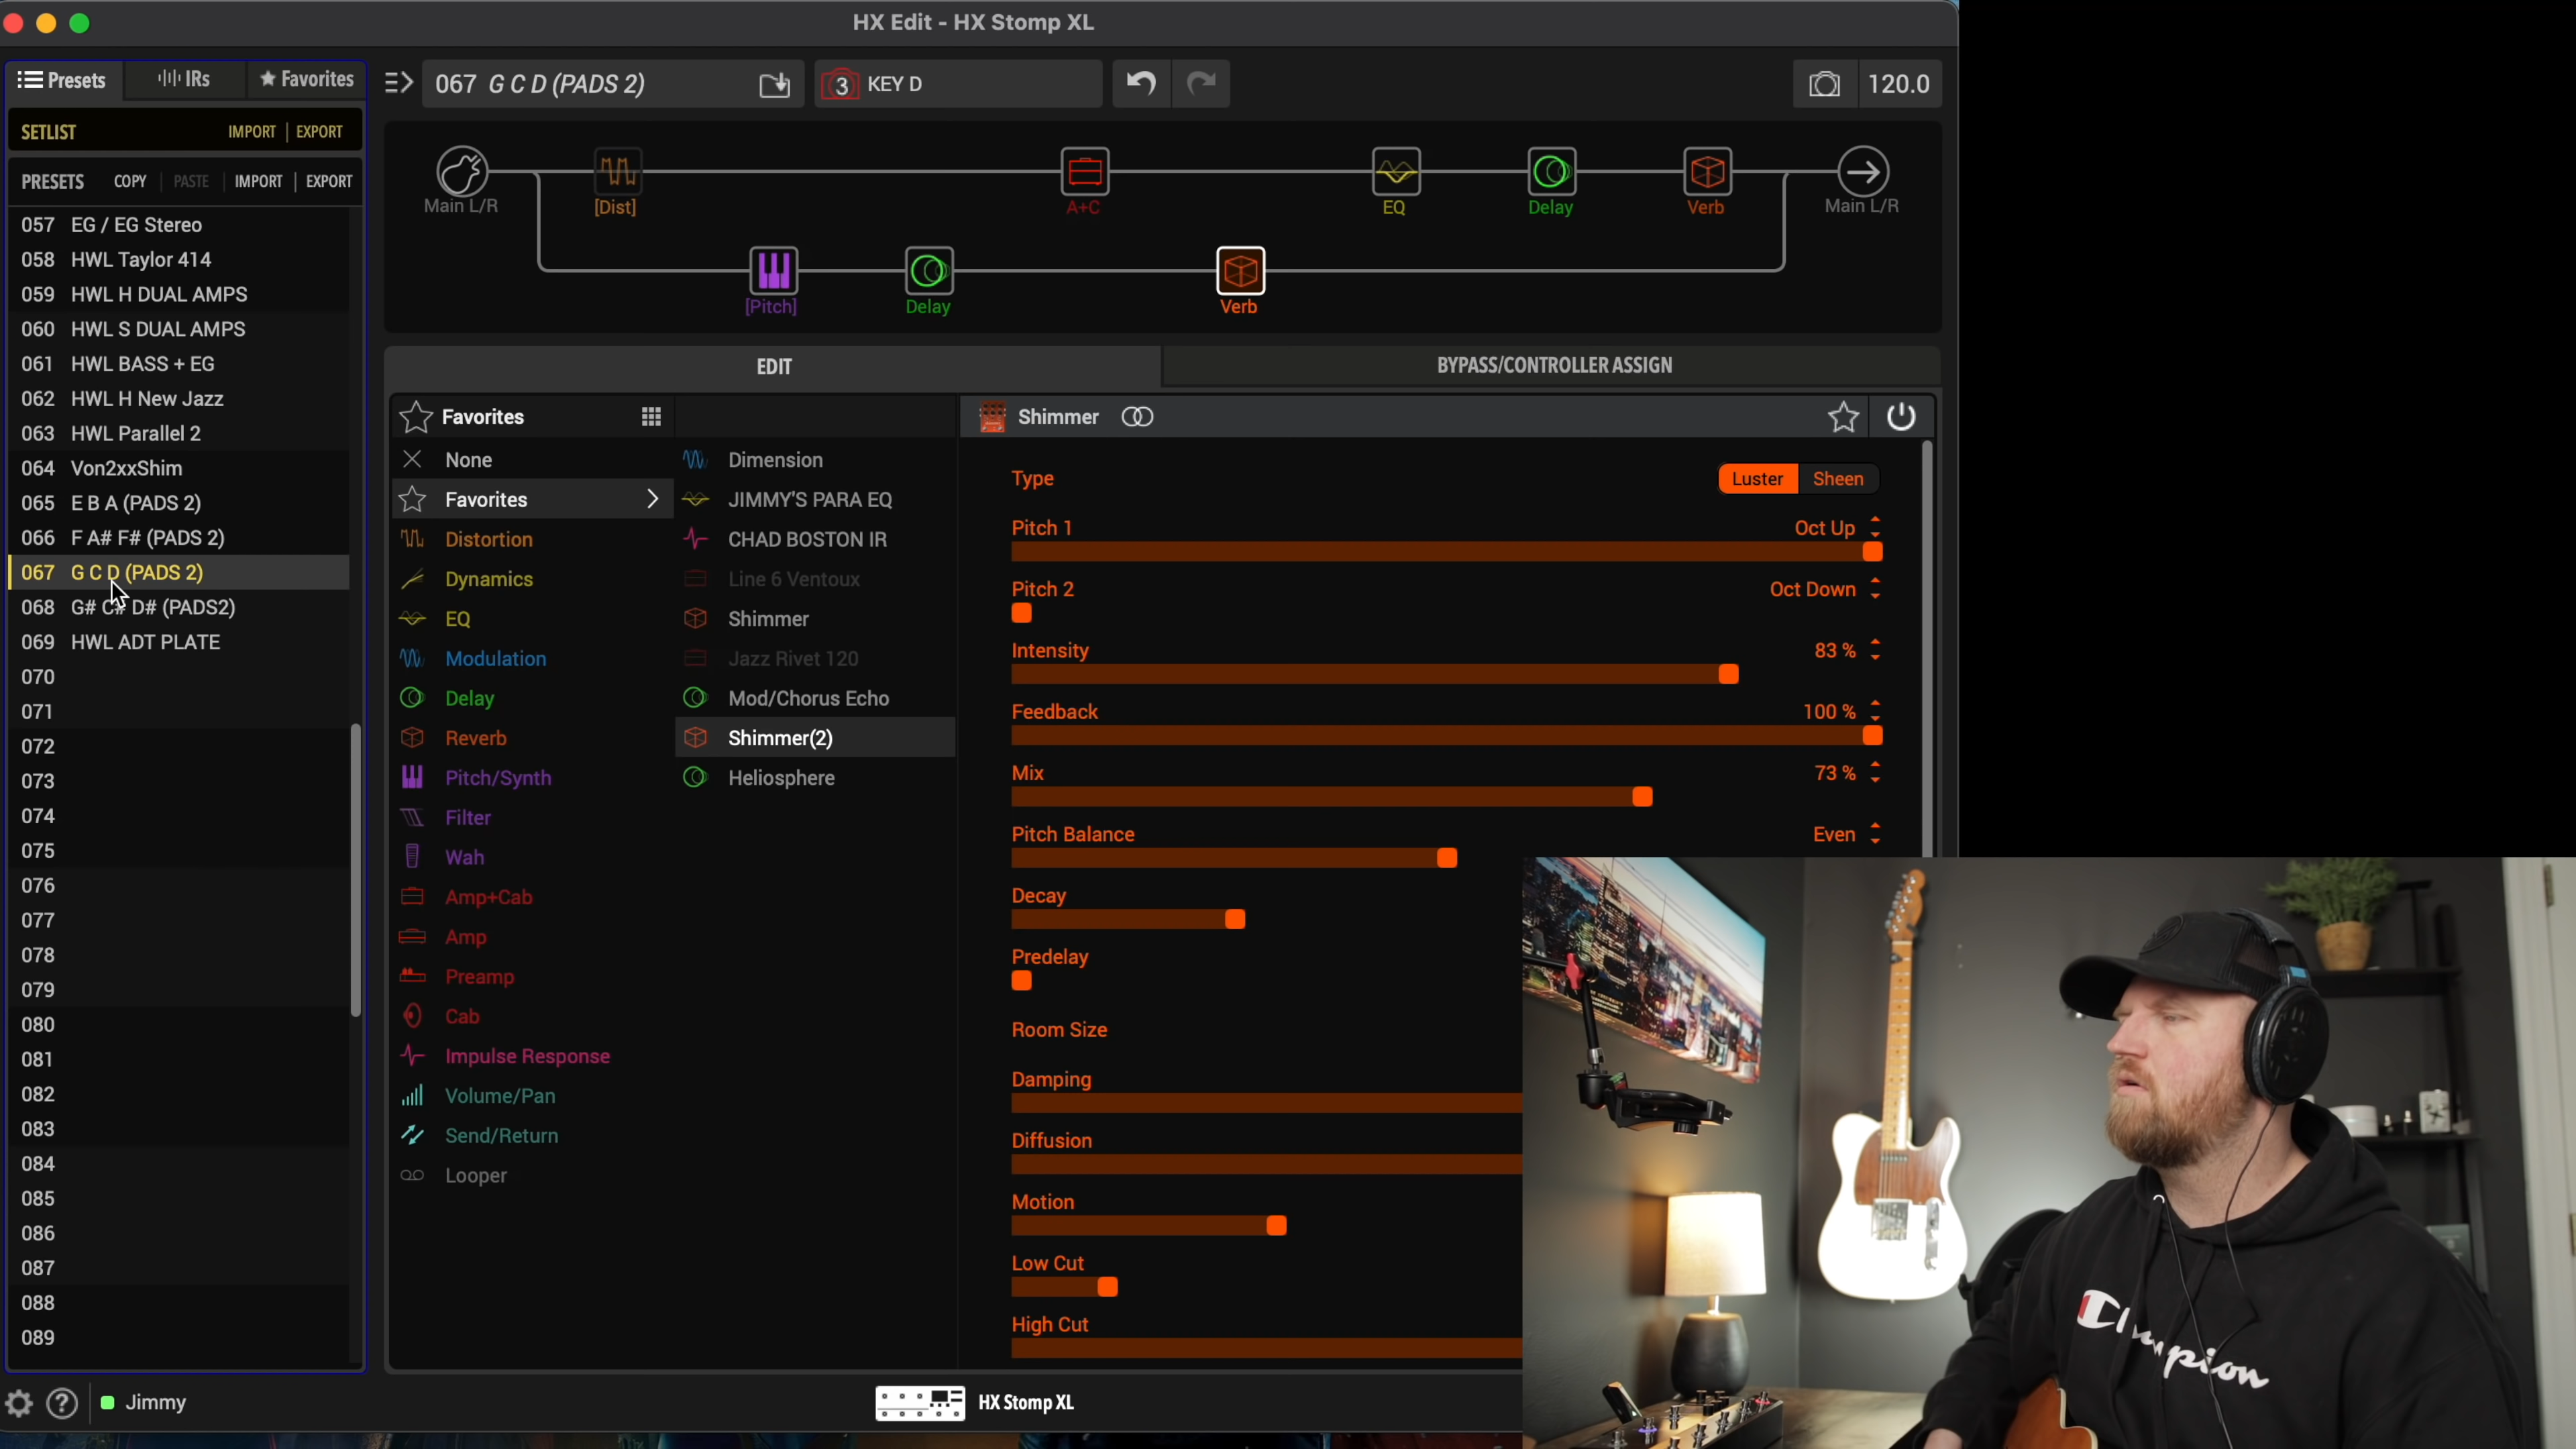 HX Edit - HX Stomp XL
Presets IRs Favorites
067 G C D (PADS 2) 3 KEY D 120.0
SETLIST IMPORT | EXPORT
PRESETS COPY | PASTE | IMPORT | EXPORT
057 EG / EG Stereo
058 HWL Taylor 414
059 HWL H DUAL AMPS
060 HWL S DUAL AMPS
061 HWL BASS + EG
062 HWL H New Jazz
063 HWL Parallel 2
064 Von2xxShim
065 E B A (PADS 2)
066 F A# F# (PADS 2)
067 G C D (PADS 2)
068 G# C# D# (PADS2)
069 HWL ADT PLATE
070
071
072
073
074
075
076
077
078
079
080
081
082
083
084
085
086
087
088
089
Main L/R [Dist] A+C EQ Delay Verb Main L/R
[Pitch] Delay Verb
EDIT BYPASS/CONTROLLER ASSIGN
Favorites
None
Favorites
Distortion
Dynamics
EQ
Modulation
Delay
Reverb
Pitch/Synth
Filter
Wah
Amp+Cab
Amp
Preamp
Cab
Impulse Response
Volume/Pan
Send/Return
Looper
Dimension
JIMMY'S PARA EQ
CHAD BOSTON IR
Line 6 Ventoux
Shimmer
Jazz Rivet 120
Mod/Chorus Echo
Shimmer(2)
Heliosphere
Shimmer
Type Luster Sheen
Pitch 1 Oct Up
Pitch 2 Oct Down
Intensity 83 %
Feedback 100 %
Mix 73 %
Pitch Balance Even
Decay
Predelay
Room Size
Damping
Diffusion
Motion
Low Cut
High Cut
Champion
Jimmy HX Stomp XL